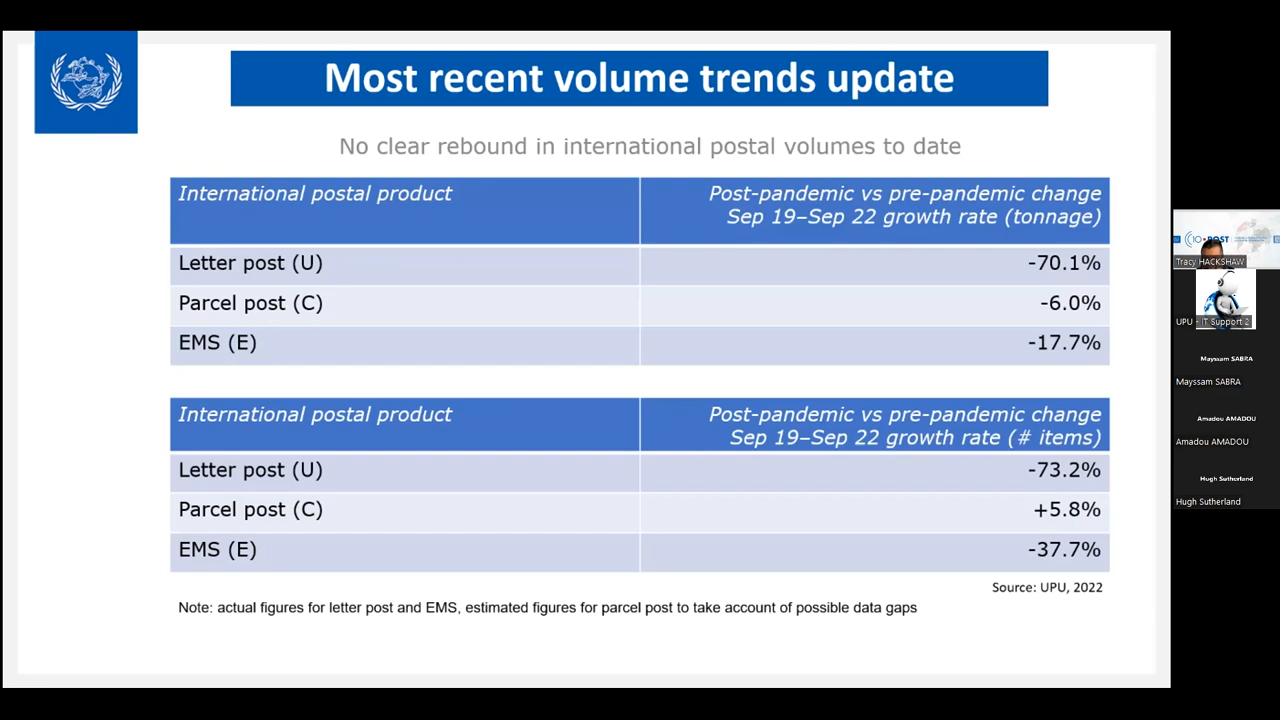 Most recent volume trends update
No clear rebound in international postal volumes to date
International postal product
Post-pandemic vs pre-pandemic change
Sep 19–Sep 22 growth rate (tonnage)
Letter post (U) -70.1%
Parcel post (C) -6.0%
EMS (E) -17.7%
International postal product
Post-pandemic vs pre-pandemic change
Sep 19–Sep 22 growth rate (# items)
Letter post (U) -73.2%
Parcel post (C) +5.8%
EMS (E) -37.7%
Source: UPU, 2022
Note: actual figures for letter post and EMS, estimated figures for parcel post to take account of possible data gaps
POST
Tracy HACKSHAW
UPU - IT Support 2
Mayssam SABRA
Mayssam SABRA
Amadou AMADOU
Amadou AMADOU
Hugh Sutherland
Hugh Sutherland